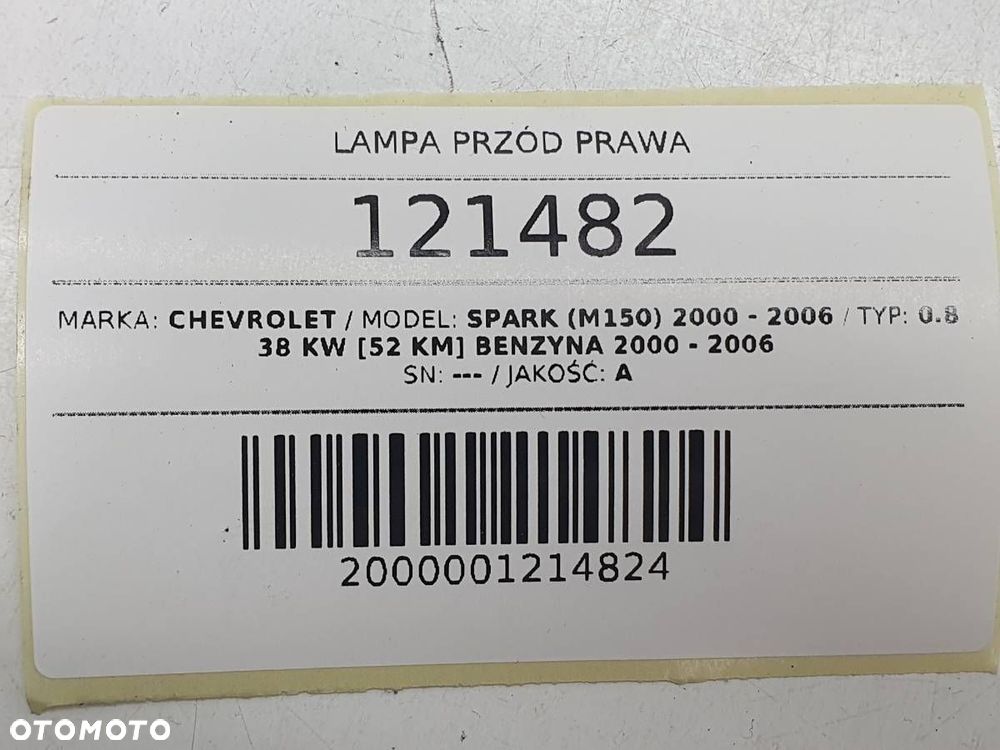 LAMPA PRZÓD PRAWA
121482
MARKA: CHEVROLET / MODEL: SPARK (M150) 2000 - 2006 / TYP: 0.8
38 KW [52 KM] BENZYNA 2000 - 2006
SN: --- / JAKOŚĆ: A
2000001214824
OTOMOTO